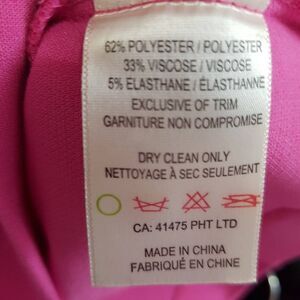 62% POLYESTER / POLYESTER
33% VISCOSE / VISCOSE
5% ELASTHANE / ÉLASTHANNE
EXCLUSIVE OF TRIM
GARNITURE NON COMPROMISE
DRY CLEAN ONLY
NETTOYAGE À SEC SEULEMENT
CA: 41475 PHT LTD
MADE IN CHINA
FABRIQUÉ EN CHINE